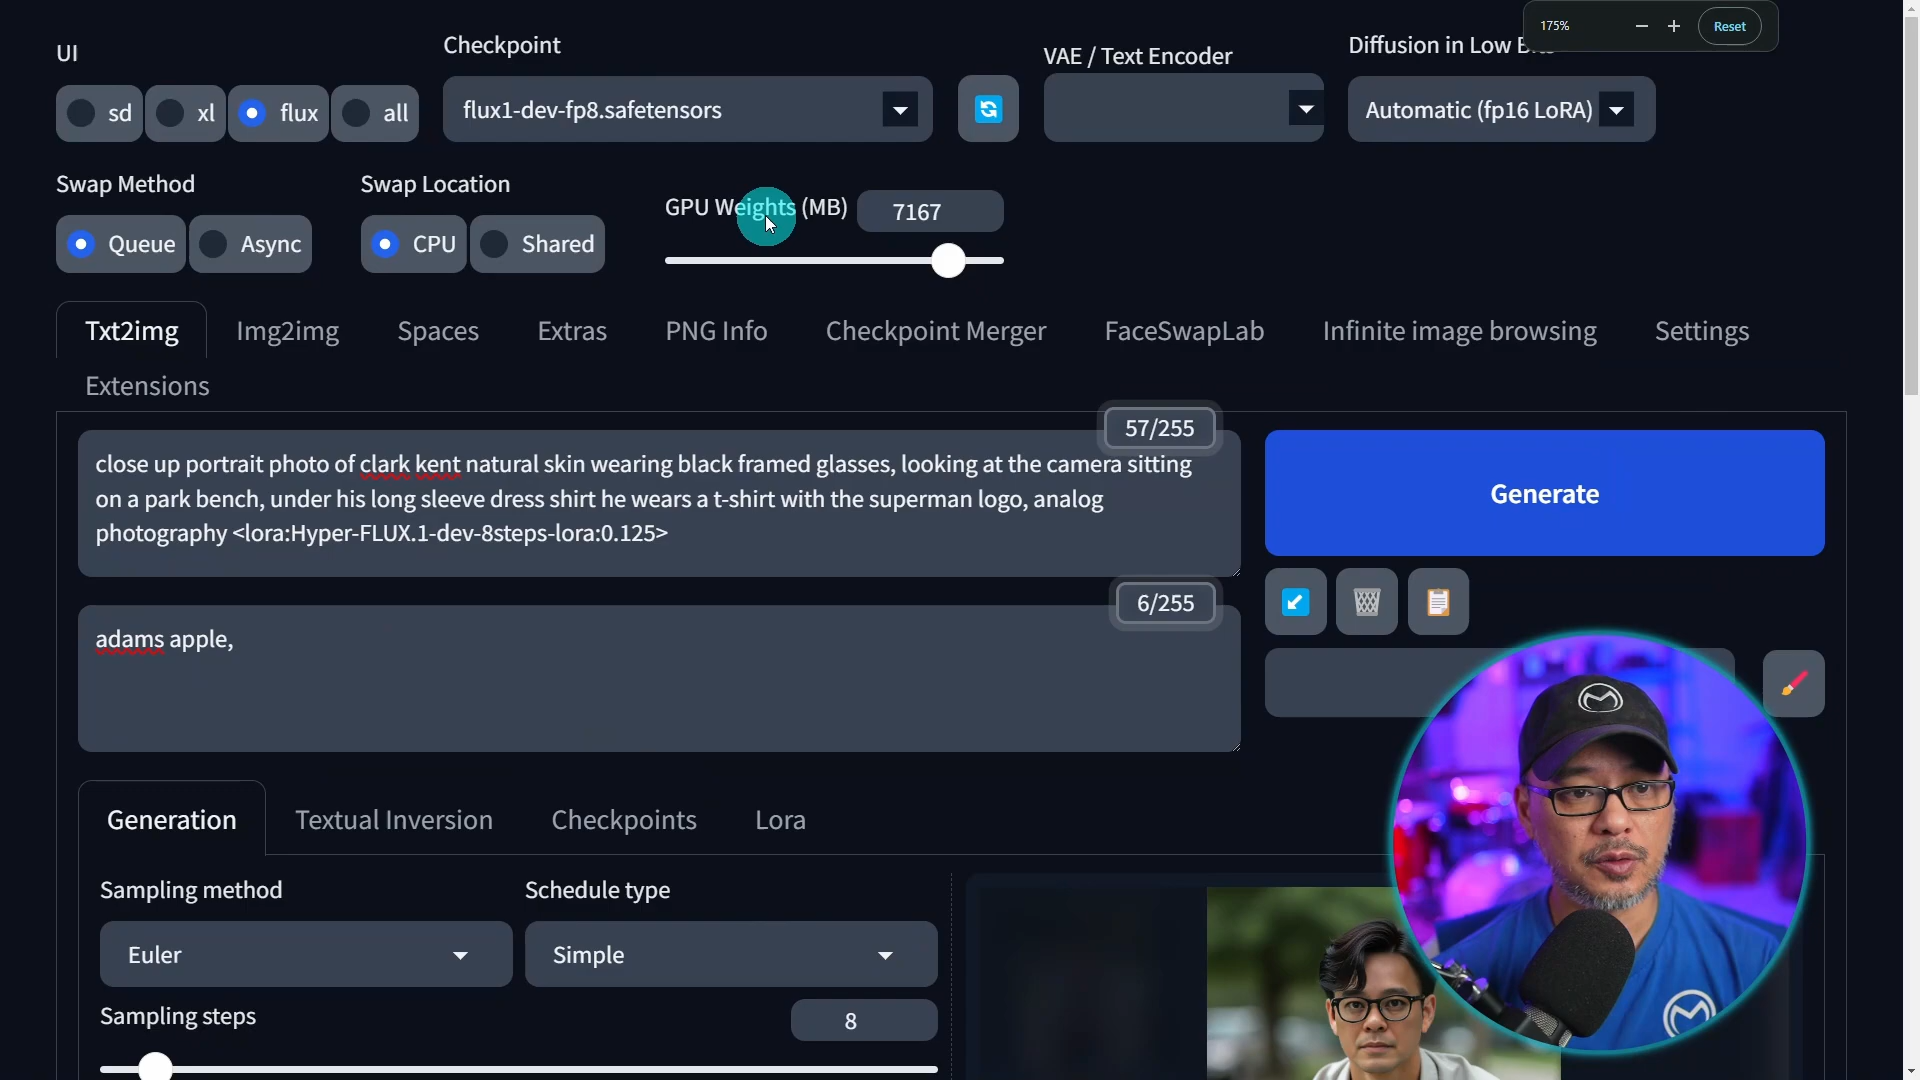 175%
Reset
UI
Checkpoint
VAE / Text Encoder
Diffusion in Low
sd
xl
flux
all
flux1-dev-fp8.safetensors
Automatic (fp16 LoRA)
Swap Method
Swap Location
GPU Weights (MB)
7167
Queue
Async
CPU
Shared
Txt2img
Img2img
Spaces
Extras
PNG Info
Checkpoint Merger
FaceSwapLab
Infinite image browsing
Settings
Extensions
57/255
close up portrait photo of clark kent natural skin wearing black framed glasses, looking at the camera sitting
on a park bench, under his long sleeve dress shirt he wears a t-shirt with the superman logo, analog
photography <lora:Hyper-FLUX.1-dev-8steps-lora:0.125>
Generate
6/255
adams apple,
Generation
Textual Inversion
Checkpoints
Lora
Sampling method
Schedule type
Euler
Simple
Sampling steps
8